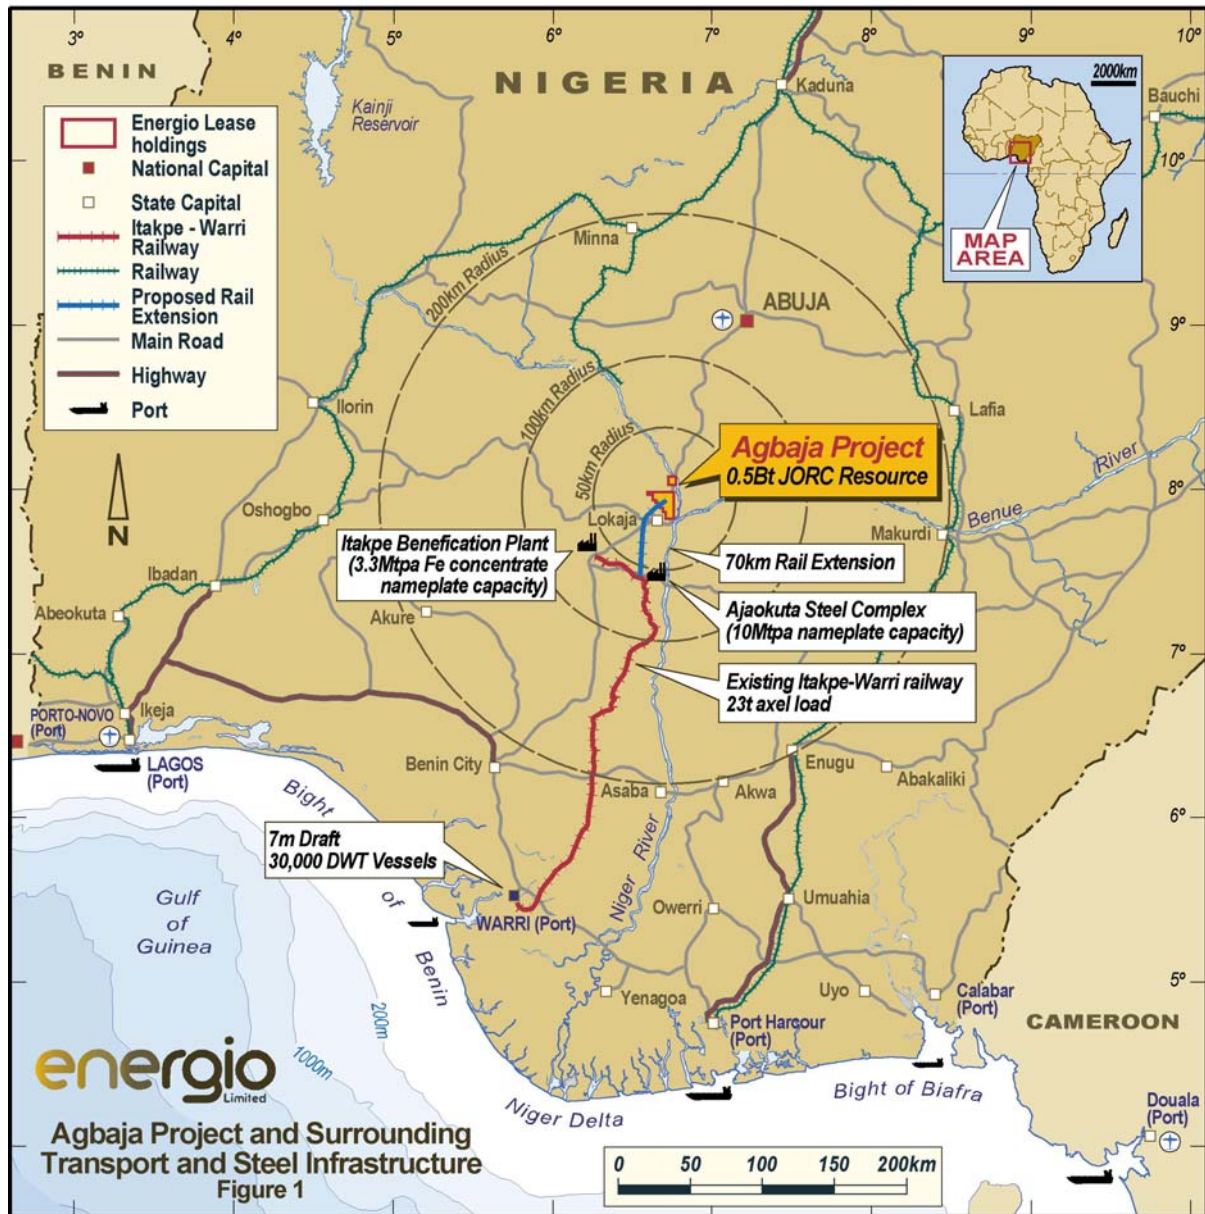 3°
4°
5°
6°
7°
8°
9°
10°
BENIN
NIGERIA
Energio Lease
holdings
National Capital
State Capital
Itakpe - Warri
Railway
Railway
Proposed Rail
Extension
Main Road
Highway
Port
Kainji
Reservoir
Kaduna
2000km
Bauchi
MAP
AREA
10°
Minna
200km Radius
ABUJA
9°
100km Radius
Ilorin
Lafia
50km Radius
Agbaja Project
0.5Bt JORC Resource
River
8°
N
Oshogbo
Lokaja
Benue
Makurdi
Itakpe Benefication Plant
(3.3Mtpa Fe concentrate
nameplate capacity)
70km Rail Extension
Ibadan
Abeokuta
Akure
Ajaokuta Steel Complex
(10Mtpa nameplate capacity)
7°
Existing Itakpe-Warri railway
23t axel load
PORTO-NOVO
(Port)
Ikeja
LAGOS
(Port)
Benin City
Enugu
Abakaliki
Asaba
Akwa
Bight
of
Benin
6°
7m Draft
30,000 DWT Vessels
Niger River
Gulf
of
Guinea
WARRI (Port)
Owerri
Umuahia
5°
Yenagoa
Uyo
Calabar
(Port)
Port Harcour
(Port)
CAMEROON
200m
1000m
energio
Limited
Niger Delta
Bight of Biafra
Douala
(Port)
Agbaja Project and Surrounding
Transport and Steel Infrastructure
Figure 1
0 50 100 150 200km